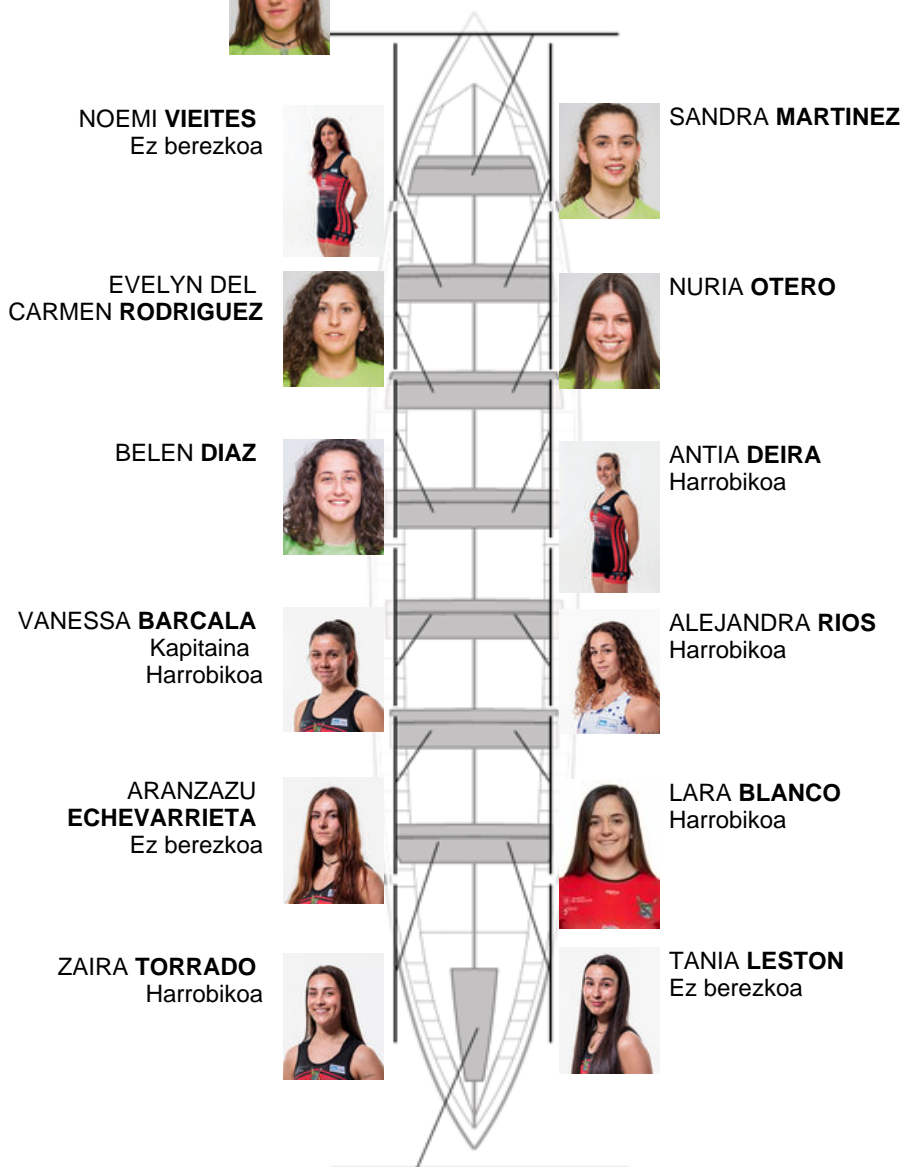 NOEMI VIEITES
Ez berezkoa
SANDRA MARTINEZ
EVELYN DEL
CARMEN RODRIGUEZ
NURIA OTERO
BELEN DIAZ
ANTIA DEIRA
Harrobikoa
VANESSA BARCALA
Kapitaina
Harrobikoa
ALEJANDRA RIOS
Harrobikoa
ARANZAZU
ECHEVARRIETA
Ez berezkoa
LARA BLANCO
Harrobikoa
ZAIRA TORRADO
Harrobikoa
TANIA LESTON
Ez berezkoa